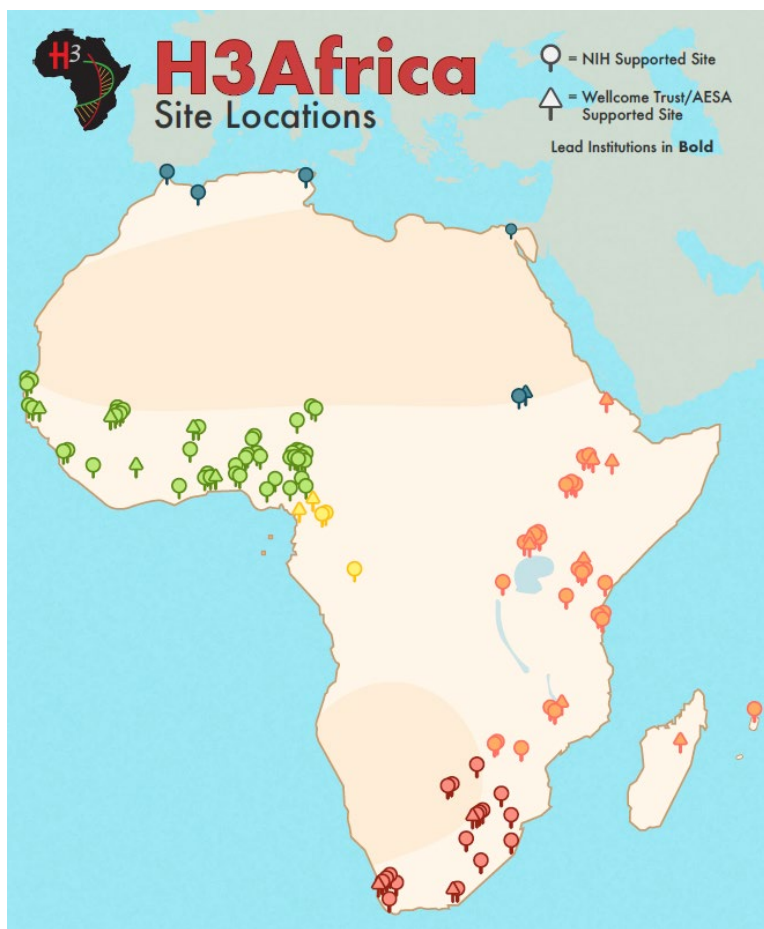 H3
H3Africa
Site Locations
= NIH Supported Site
= Wellcome Trust/AESA
Supported Site
Lead Institutions in Bold